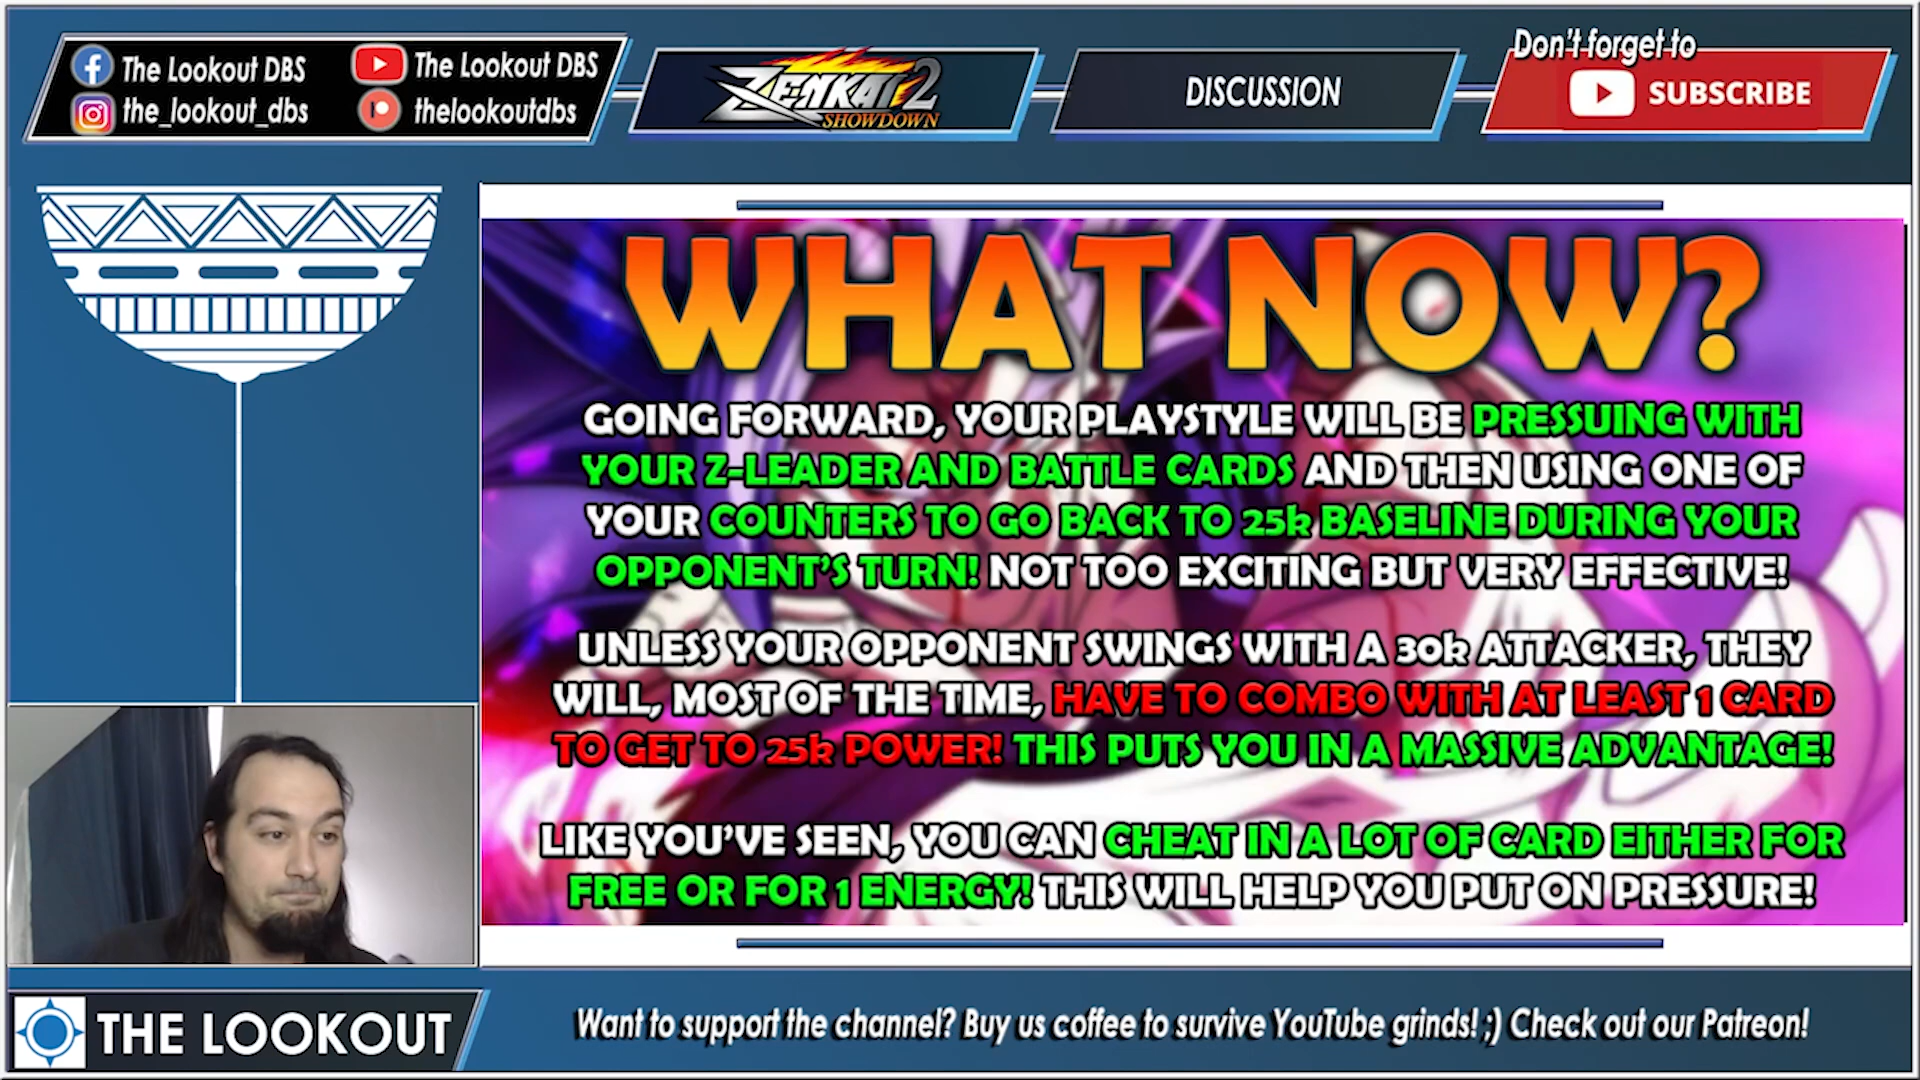 The Lookout DBS
The Lookout DBS
the_lookout_dbs
thelookoutdbs
ZENKAI 2
SHOWDOWN
DISCUSSION
Don't forget to
SUBSCRIBE
WHAT NOW?
GOING FORWARD, YOUR PLAYSTYLE WILL BE PRESSUING WITH
YOUR Z-LEADER AND BATTLE CARDS AND THEN USING ONE OF
YOUR COUNTERS TO GO BACK TO 25k BASELINE DURING YOUR
OPPONENT'S TURN! NOT TOO EXCITING BUT VERY EFFECTIVE!
UNLESS YOUR OPPONENT SWINGS WITH A 30k ATTACKER, THEY
WILL, MOST OF THE TIME, HAVE TO COMBO WITH AT LEAST 1 CARD
TO GET TO 25k POWER! THIS PUTS YOU IN A MASSIVE ADVANTAGE!
LIKE YOU'VE SEEN, YOU CAN CHEAT IN A LOT OF CARD EITHER FOR
FREE OR FOR 1 ENERGY! THIS WILL HELP YOU PUT ON PRESSURE!
THE LOOKOUT
Want to support the channel? Buy us coffee to survive YouTube grinds! ;) Check out our Patreon!